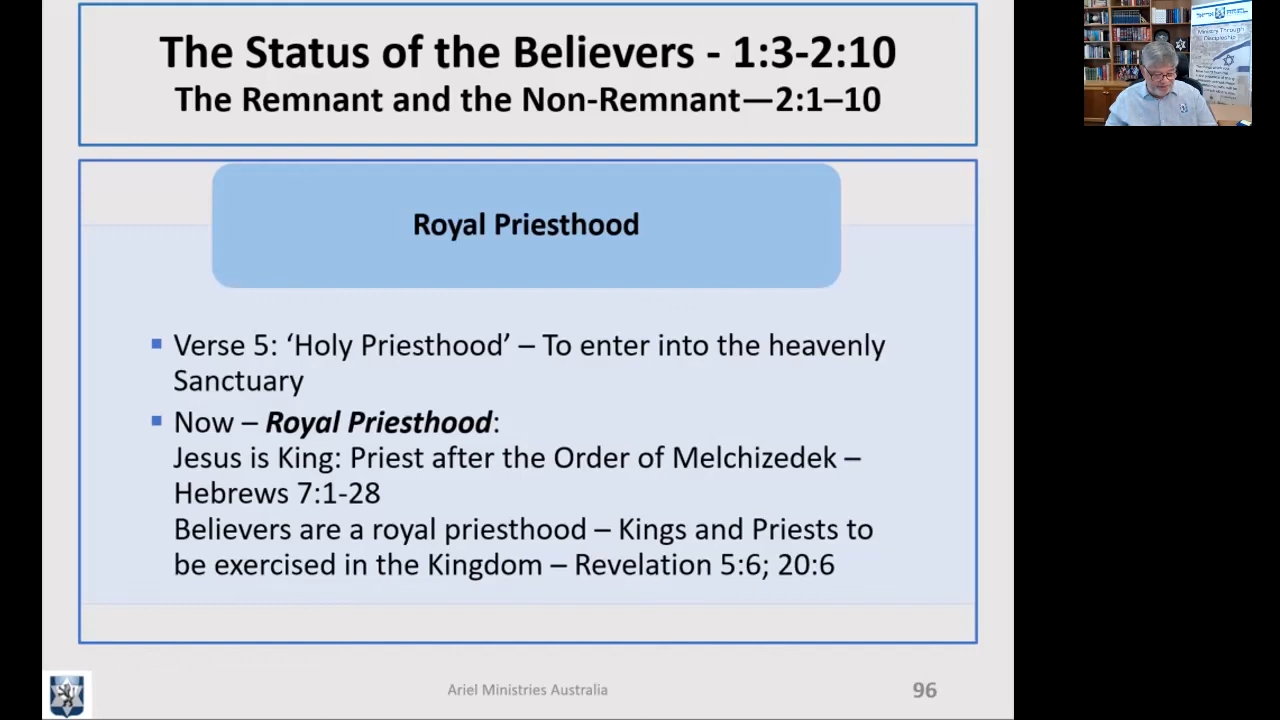 The Status of the Believers - 1:3-2:10
The Remnant and the Non-Remnant—2:1–10
Royal Priesthood
▪ Verse 5: ‘Holy Priesthood’ – To enter into the heavenly
Sanctuary
▪ Now – Royal Priesthood:
Jesus is King: Priest after the Order of Melchizedek –
Hebrews 7:1-28
Believers are a royal priesthood – Kings and Priests to
be exercised in the Kingdom – Revelation 5:6; 20:6
Ariel Ministries Australia
96
Ministry Through
Discipleship